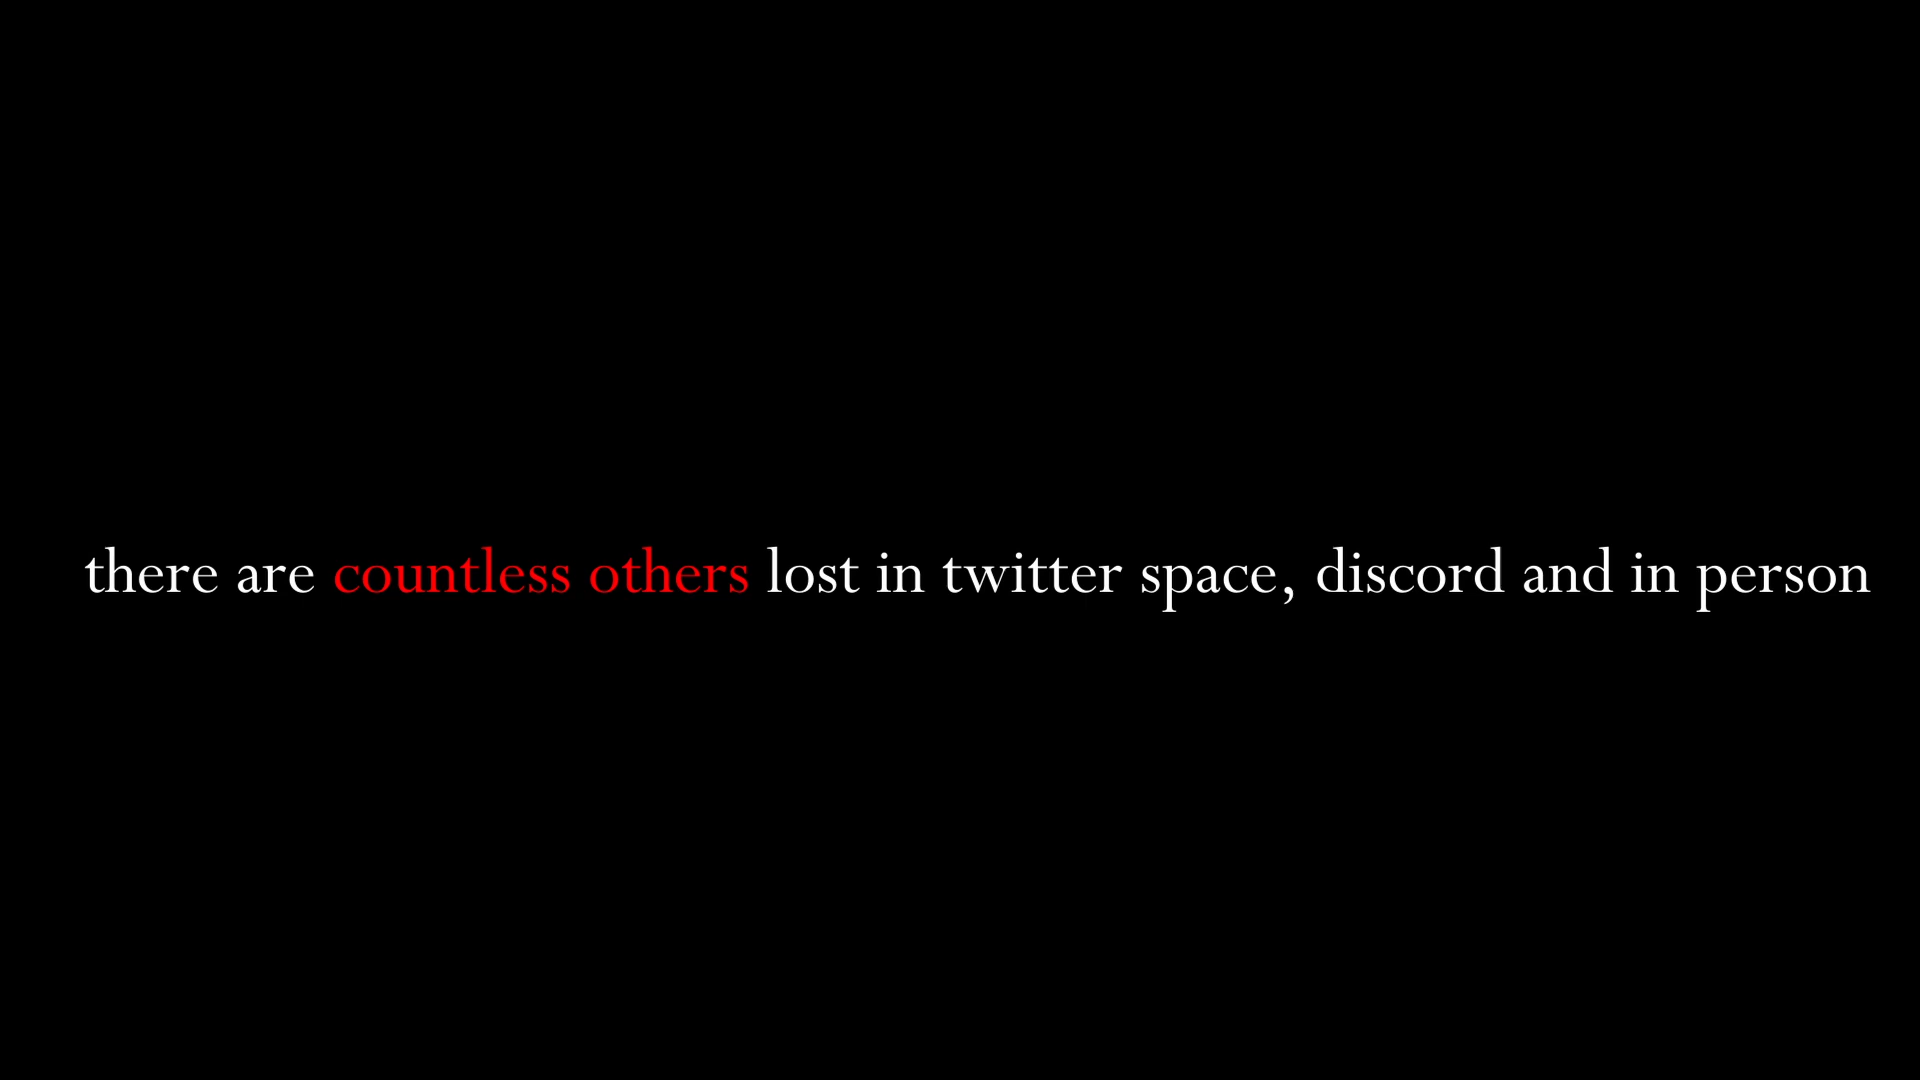 there are countless others lost in twitter space, discord and in person